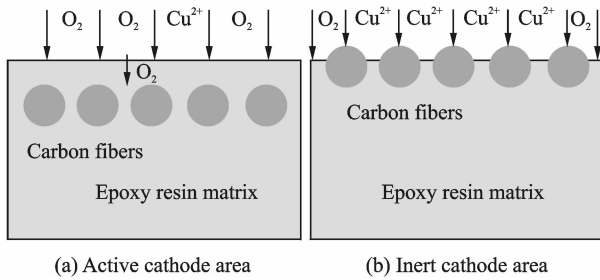 O₂ O₂ Cu²⁺ O₂
O₂
Carbon fibers
Epoxy resin matrix
(a) Active cathode area
O₂ Cu²⁺ Cu²⁺ Cu²⁺ Cu²⁺ O₂
Carbon fibers
Epoxy resin matrix
(b) Inert cathode area